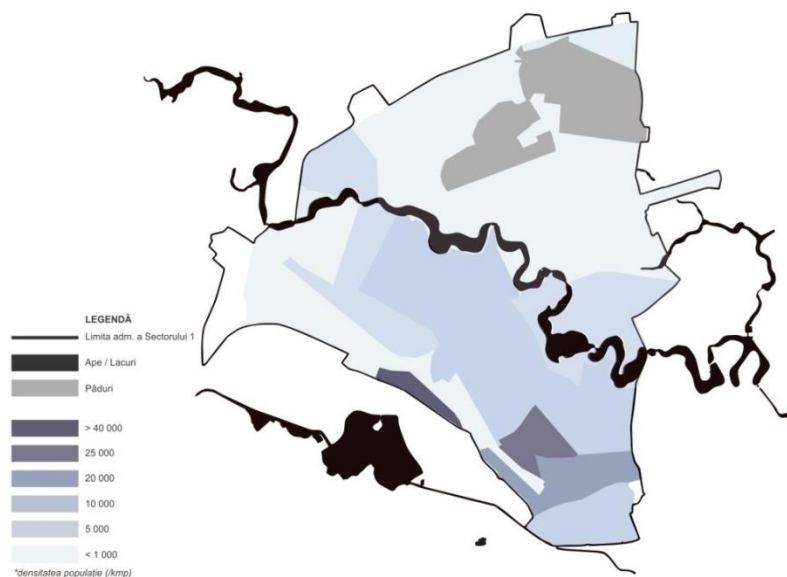 LEGENDĂ
Limita adm. a Sectorului 1
Ape / Lacuri
Păduri
> 40 000
25 000
20 000
10 000
5 000
< 1 000
*densitatea populație (/kmp)